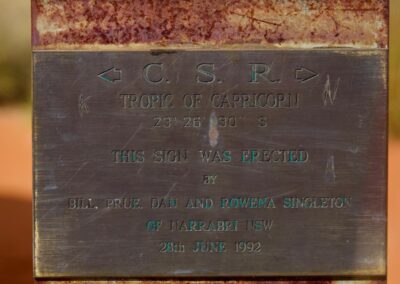 C. S. R.
TROPIC OF CAPRICORN
23° 26' 30" S
THIS SIGN WAS ERECTED
BY
BILL, PRUE, DAN AND ROWENA SINGLETON
OF NARRABRI NSW
28th JUNE 1992